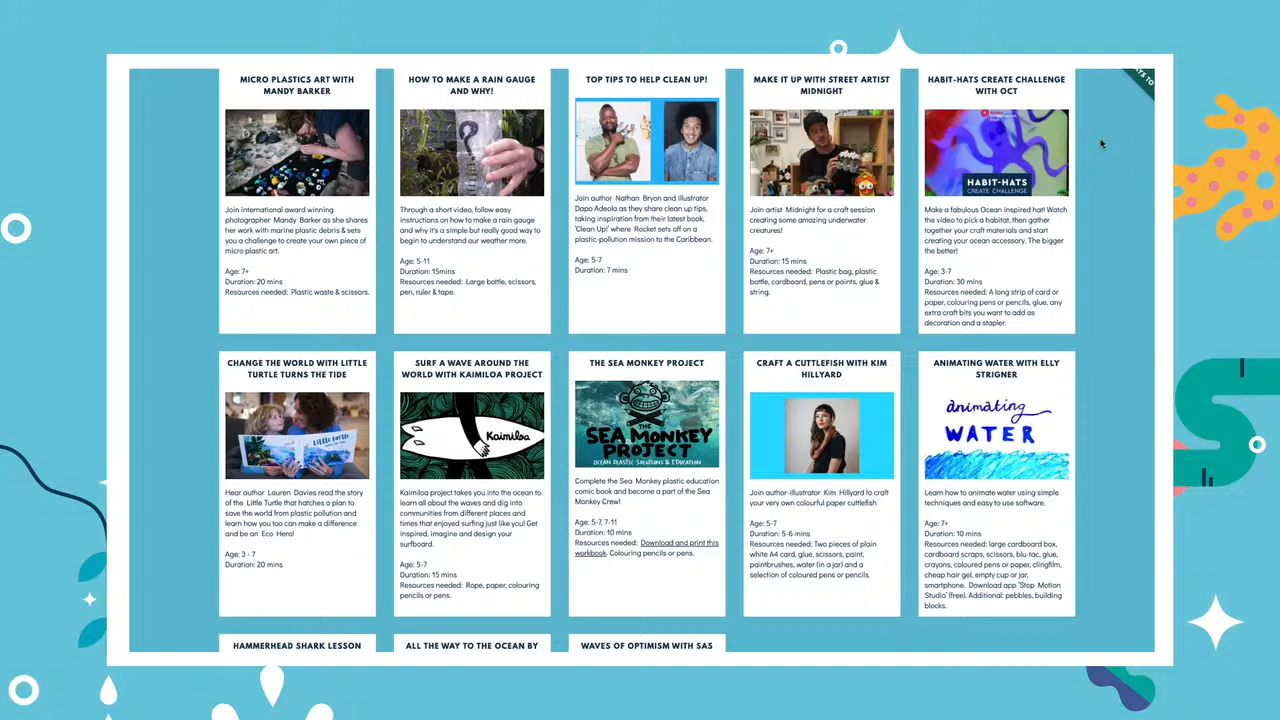 MICRO PLASTICS ART WITH
MANDY BARKER
Join international award winning
photographer Mandy Barker as she shares
her work with marine plastic debris & sets
you a challenge to create your own piece of
micro plastic art.
Age: 7+
Duration: 20 mins
Resources needed: Plastic waste & scissors.
HOW TO MAKE A RAIN GAUGE
AND WHY!
Through a short video, follow easy
instructions on how to make a rain gauge
and why it's a simple but really good way to
begin to understand our weather more.
Age: 5-11
Duration: 15mins
Resources needed: Large bottle, scissors,
pen, ruler & tape.
TOP TIPS TO HELP CLEAN UP!
Join author Nathan Bryon and Illustrator
Dapo Adeola as they share clean up tips,
taking inspiration from their latest book,
'Clean Up!' where Rocket sets off on a
plastic-pollution mission to the Caribbean.
Age: 5-7
Duration: 7 mins
MAKE IT UP WITH STREET ARTIST
MIDNIGHT
Join artist Midnight for a craft session
creating some amazing underwater
creatures!
Age: 7+
Duration: 15 mins
Resources needed: Plastic bag, plastic
bottle, cardboard, pens or paints, glue &
string.
HABIT-HATS CREATE CHALLENGE
WITH OCT
HABIT-HATS
CREATE CHALLENGE
Make a fabulous Ocean inspired hat! Watch
the video to pick a habitat, then gather
together your craft materials and start
creating your ocean accessory. The bigger
the better!
Age: 3-7
Duration: 30 mins
Resources needed: A long strip of card or
paper, colouring pens or pencils, glue, any
extra craft bits you want to add as
decoration and a stapler.
CHANGE THE WORLD WITH LITTLE
TURTLE TURNS THE TIDE
Little Turtle
Hear author Lauren Davies read the story
of the Little Turtle that hatches a plan to
save the world from plastic pollution and
learn how you too can make a difference
and be an Eco Hero!
Age: 3 - 7
Duration: 20 mins
SURF A WAVE AROUND THE
WORLD WITH KAIMILOA PROJECT
Kaimiloa
Kaimiloa project takes you into the ocean to
learn all about the waves and dig into
communities from different places and
times that enjoyed surfing just like you! Get
inspired, imagine and design your
surfboard.
Age: 5-7
Duration: 15 mins
Resources needed: Rope, paper, colouring
pencils or pens.
THE SEA MONKEY PROJECT
THE
SEA MONKEY
PROJECT
OCEAN PLASTIC SOLUTIONS & EDUCATION
Complete the Sea Monkey plastic education
comic book and become a part of the Sea
Monkey Crew!
Age: 5-7, 7-11
Duration: 10 mins
Resources needed: Download and print this
workbook. Colouring pencils or pens.
CRAFT A CUTTLEFISH WITH KIM
HILLYARD
Join author-illustrator Kim Hillyard to craft
your very own colourful paper cuttlefish
Age: 5-7
Duration: 5-6 mins
Resources needed: Two pieces of plain
white A4 card, glue, scissors, paint,
paintbrushes, water (in a jar) and a
selection of coloured pens or pencils.
ANIMATING WATER WITH ELLY
STRIGNER
animating
WATER
Learn how to animate water using simple
techniques and easy to use software.
Age: 7+
Duration: 10 mins
Resources needed: large cardboard box,
cardboard scraps, scissors, blu-tac, glue,
crayons, coloured pens or paper, clingfilm,
cheap hair gel, empty cup or jar,
smartphone. Download app 'Stop Motion
Studio' (free). Additional: pebbles, building
blocks.
HAMMERHEAD SHARK LESSON
ALL THE WAY TO THE OCEAN BY
WAVES OF OPTIMISM WITH SAS